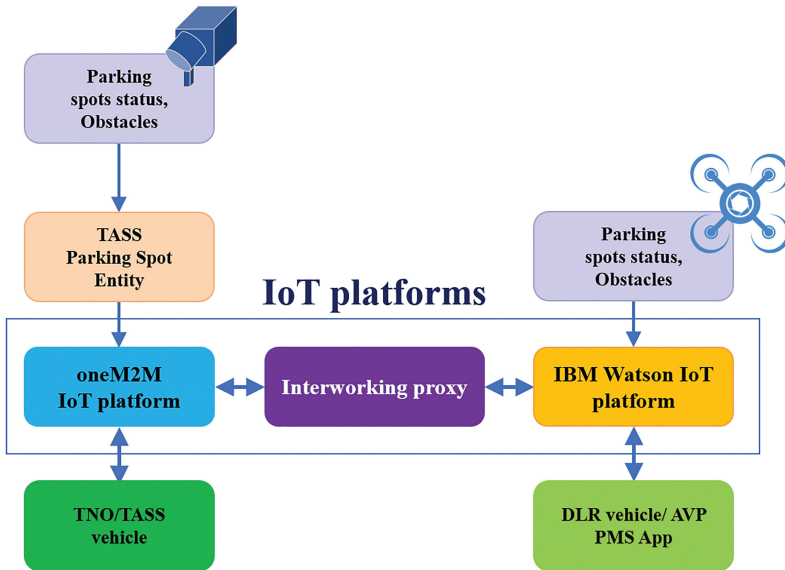 Parking
spots status,
Obstacles
TASS
Parking Spot
Entity
Parking
spots status,
Obstacles
IoT platforms
oneM2M
IoT platform
Interworking proxy
IBM Watson IoT
platform
TNO/TASS
vehicle
DLR vehicle/ AVP
PMS App